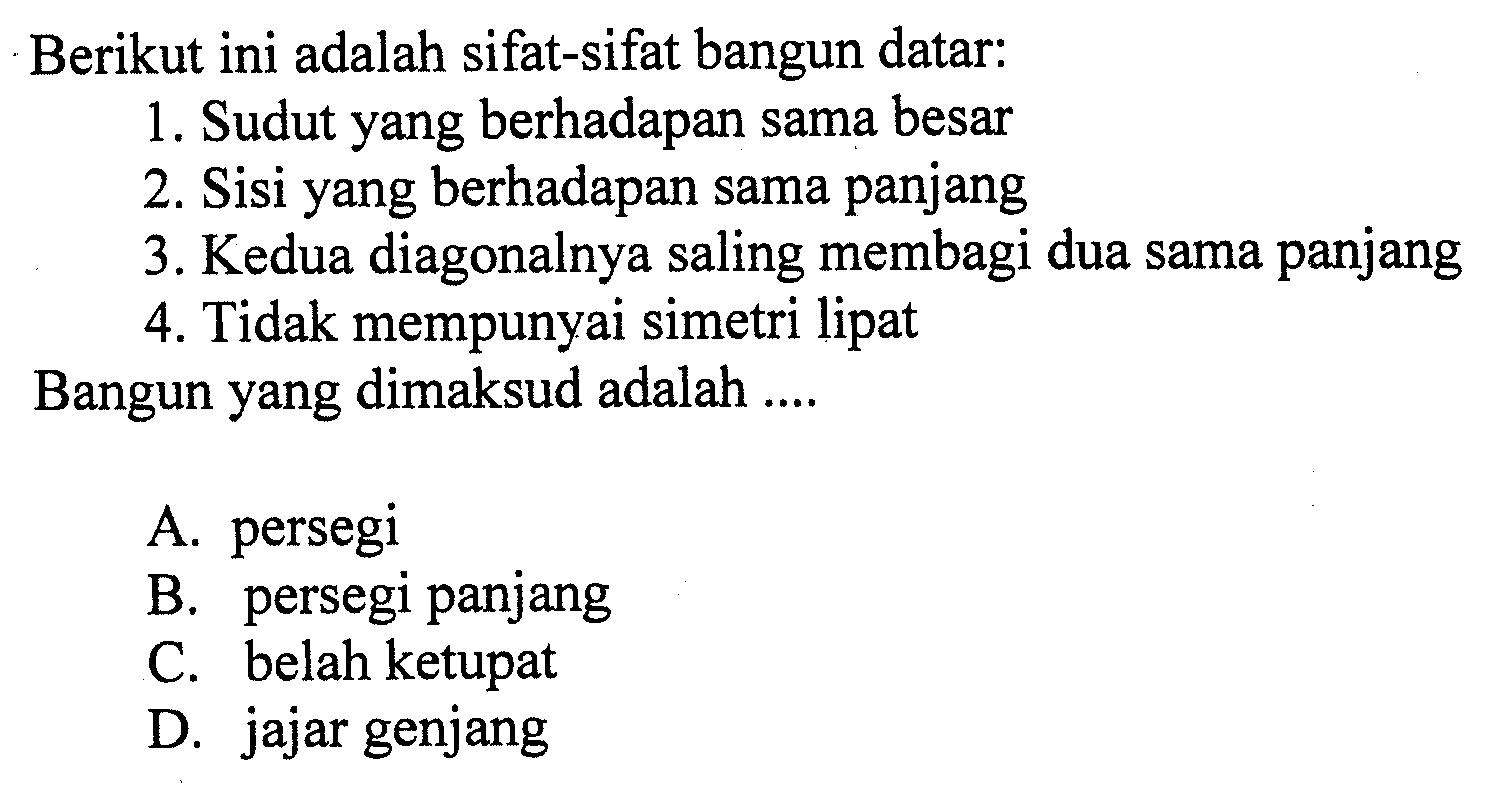 Berikut ini adalah sifat-sifat bangun datar:
1. Sudut yang berhadapan sama besar
2. Sisi yang berhadapan sama panjang
3. Kedua diagonalnya saling membagi dua sama panjang
4. Tidak mempunyai simetri lipat
Bangun yang dimaksud adalah ....
A. persegi
B. persegi panjang
C. belah ketupat
D. jajar genjang